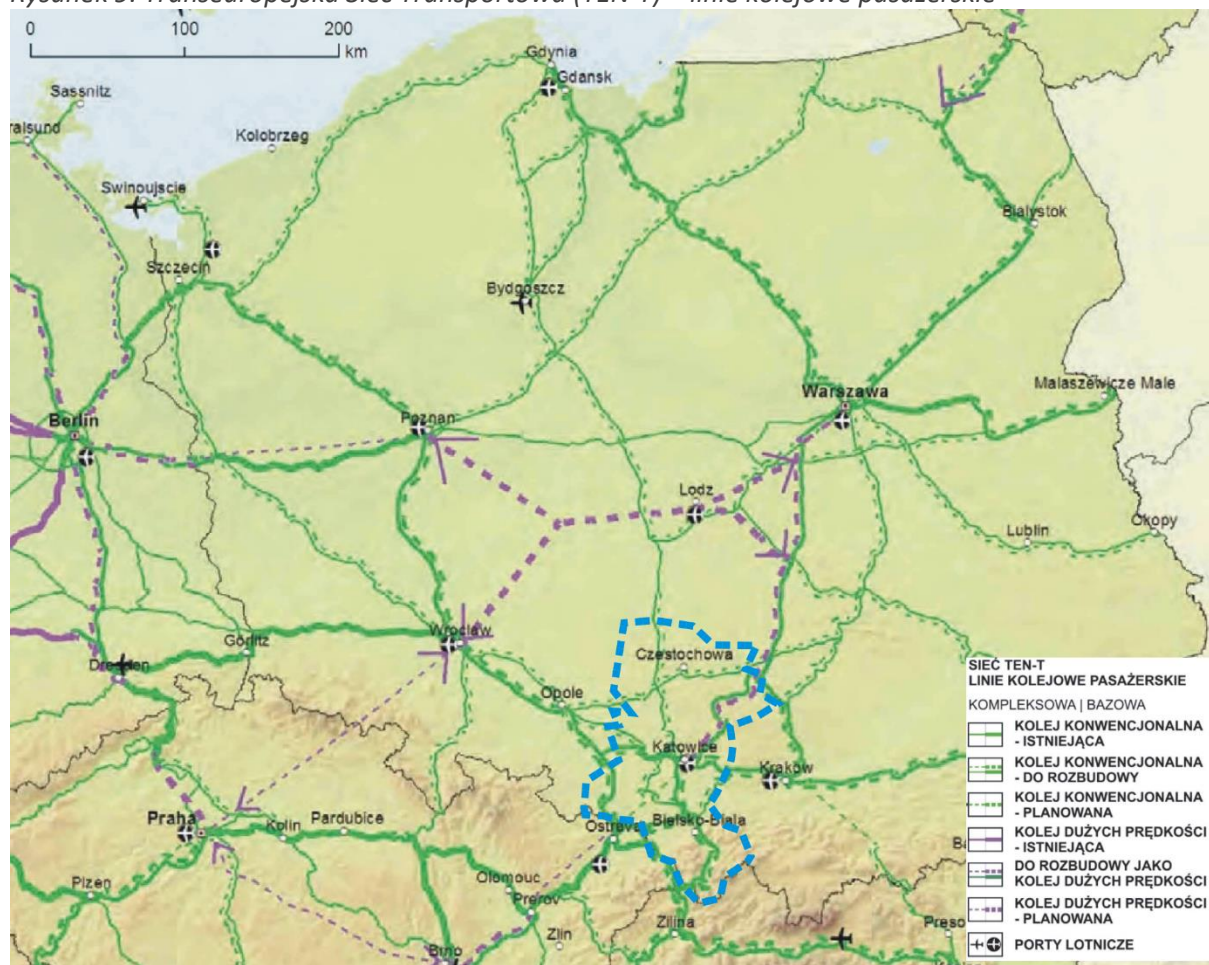 Rysunek 9. Transeuropejska Sieć Transportowa (TEN-T) – linie kolejowe pasażerskie
0 100 200
km
Gdynia
Gdansk
Sassnitz
ralsund
Kolobrzeg
Swinoujscie
Bialystok
Szczecin
Bydgoszcz
Warszawa
Malaszewicze Male
Berlin
Poznan
Lodz
Lublin
Okopy
Wroclaw
Görlitz
Dresden
Czestochowa
Opole
Katowice
Kraków
Praha
Kolin
Pardubice
Ostrava
Bielsko-Biala
Plzen
Olomouc
Prerov
Zlin
Zilina
Brno
Preso
SIEĆ TEN-T
LINIE KOLEJOWE PASAŻERSKIE
KOMPLEKSOWA | BAZOWA
KOLEJ KONWENCJONALNA
- ISTNIEJĄCA
KOLEJ KONWENCJONALNA
- DO ROZBUDOWY
KOLEJ KONWENCJONALNA
- PLANOWANA
KOLEJ DUŻYCH PRĘDKOŚCI
- ISTNIEJĄCA
DO ROZBUDOWY JAKO
KOLEJ DUŻYCH PRĘDKOŚCI
KOLEJ DUŻYCH PRĘDKOŚCI
- PLANOWANA
PORTY LOTNICZE